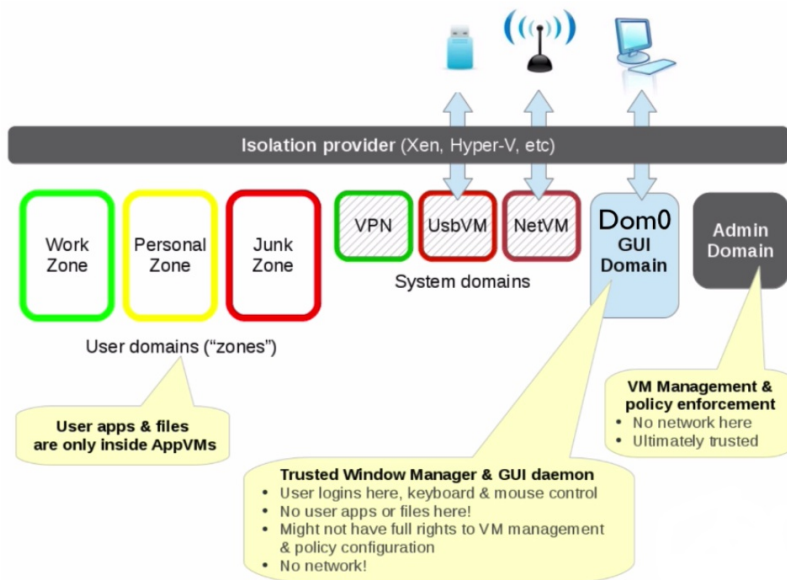 Isolation provider (Xen, Hyper-V, etc)
Work
Zone
Personal
Zone
Junk
Zone
User domains (“zones”)
VPN
UsbVM
NetVM
System domains
Dom0
GUI
Domain
Admin
Domain
User apps & files
are only inside AppVMs
Trusted Window Manager & GUI daemon
• User logins here, keyboard & mouse control
• No user apps or files here!
• Might not have full rights to VM management
& policy configuration
• No network!
VM Management &
policy enforcement
• No network here
• Ultimately trusted